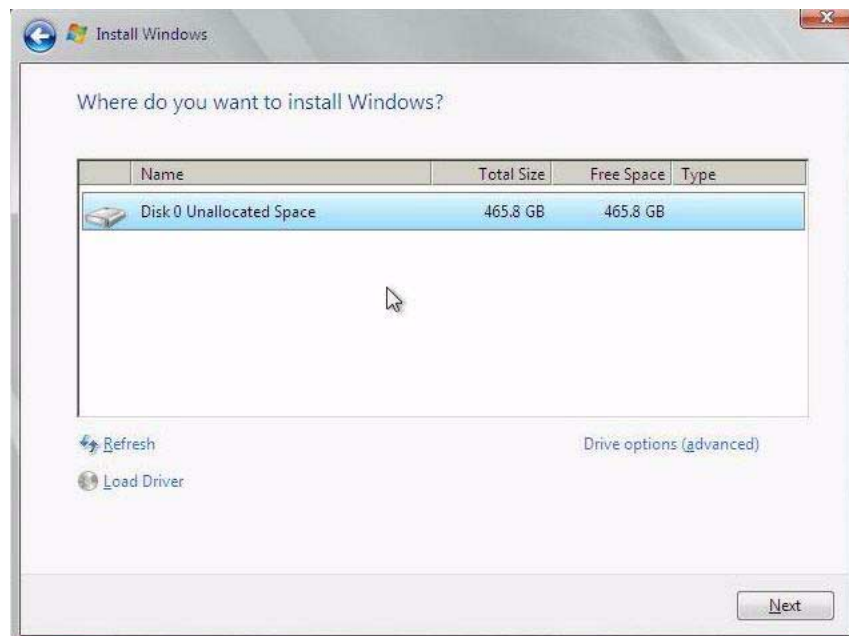 Install Windows
Where do you want to install Windows?
Name Total Size Free Space Type
Disk 0 Unallocated Space 465.8 GB 465.8 GB
Refresh Drive options (advanced)
Load Driver
Next